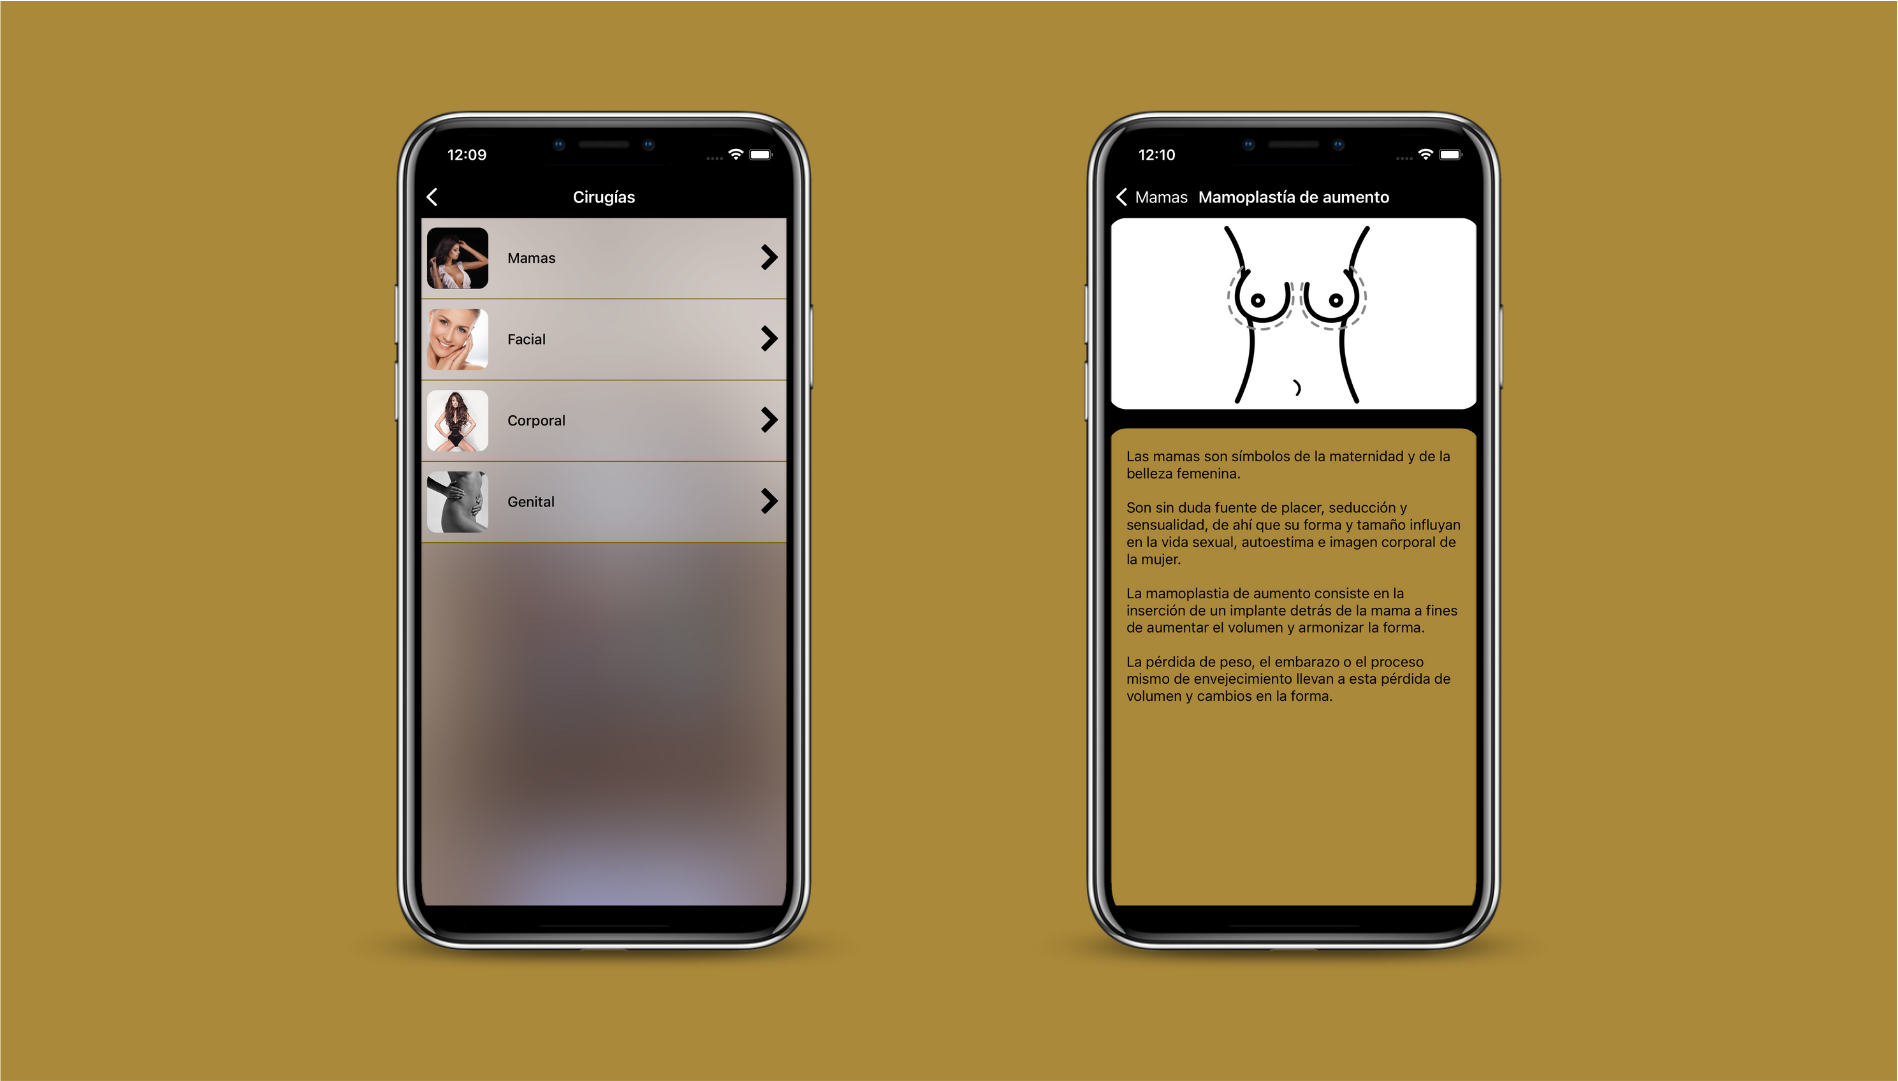 12:09
Cirugías
Mamas
Facial
Corporal
Genital
12:10
Mamas Mamoplastía de aumento
Las mamas son símbolos de la maternidad y de la
belleza femenina.
Son sin duda fuente de placer, seducción y
sensualidad, de ahí que su forma y tamaño influyan
en la vida sexual, autoestima e imagen corporal de
la mujer.
La mamoplastia de aumento consiste en la
inserción de un implante detrás de la mama a fines
de aumentar el volumen y armonizar la forma.
La pérdida de peso, el embarazo o el proceso
mismo de envejecimiento llevan a esta pérdida de
volumen y cambios en la forma.